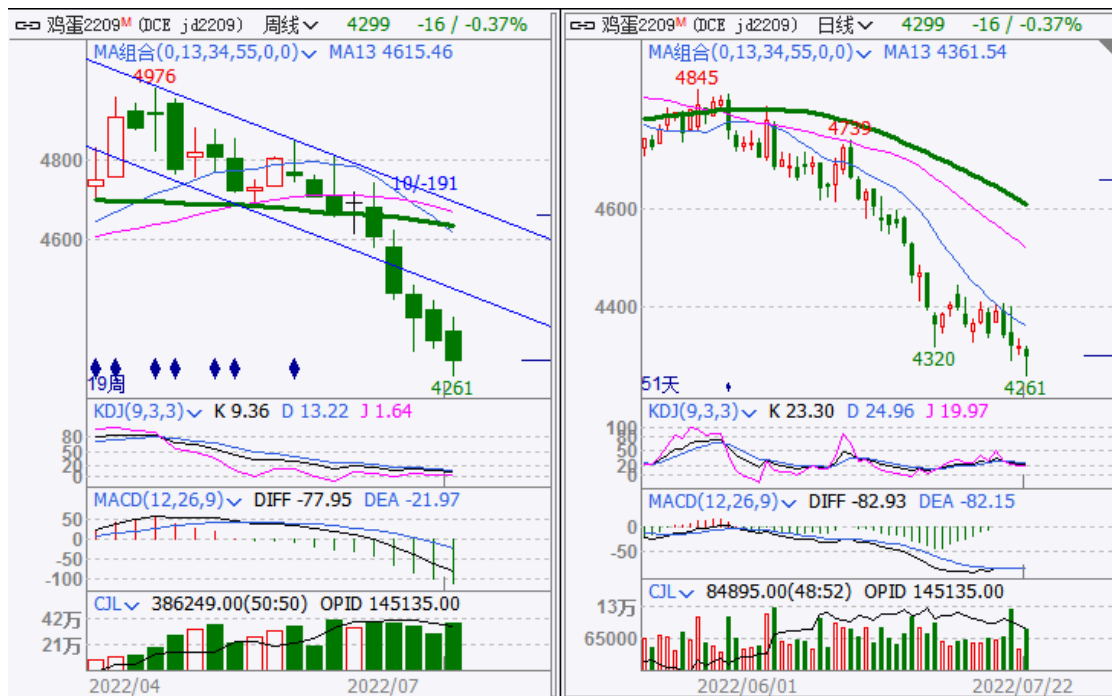 鸡蛋2209M (DCE jd2209) 周线 4299 -16 / -0.37%
MA组合(0,13,34,55,0,0) MA13 4615.46
4976
4800
10/-191
4600
19周
4261
KDJ(9,3,3) K 9.36 D 13.22 J 1.64
80
50
20
0
MACD(12,26,9) DIFF -77.95 DEA -21.97
50
0
-50
-100
CJL 386249.00(50:50) OPID 145135.00
42万
21万
2022/04 2022/07
鸡蛋2209M (DCE jd2209) 日线 4299 -16 / -0.37%
MA组合(0,13,34,55,0,0) MA13 4361.54
4845
4739
4600
4400
4320
51天
4261
KDJ(9,3,3) K 23.30 D 24.96 J 19.97
100
80
50
20
0
MACD(12,26,9) DIFF -82.93 DEA -82.15
0
-50
CJL 84895.00(48:52) OPID 145135.00
13万
65000
2022/06/01 2022/07/22